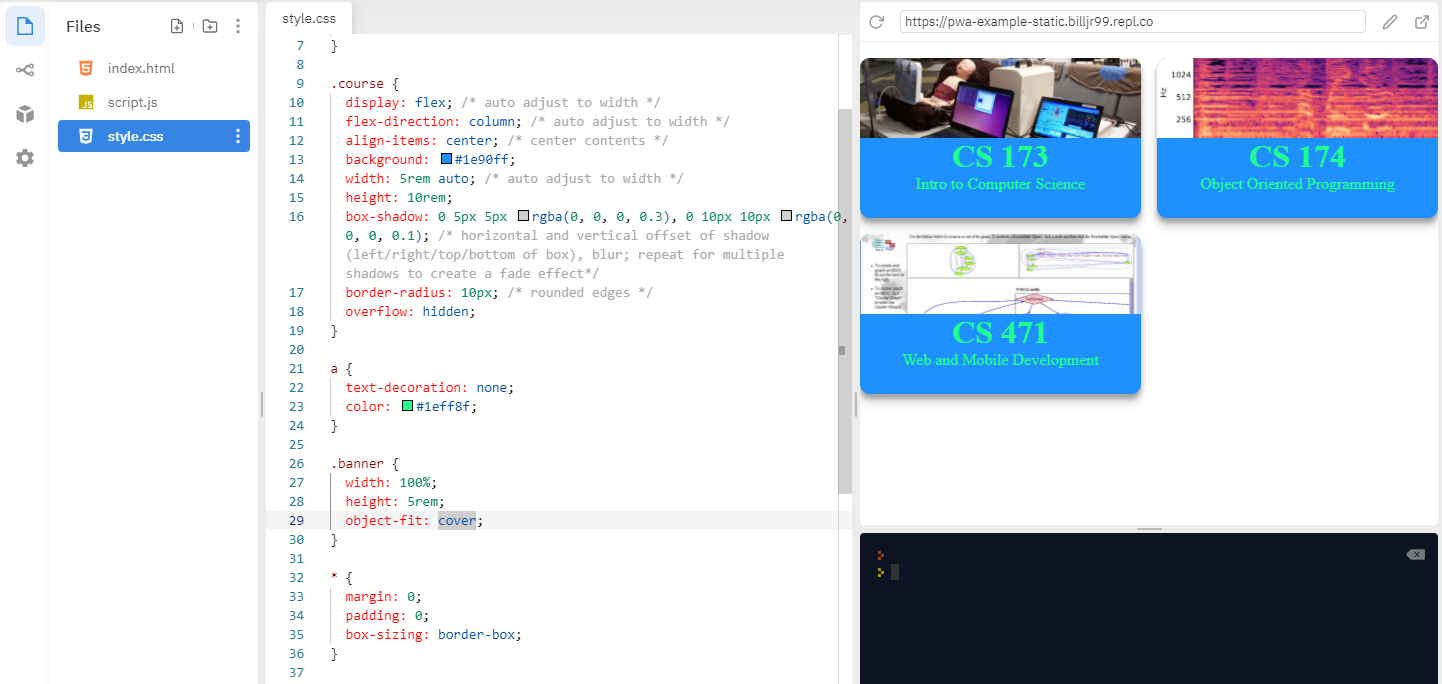 Files
index.html
script.js
style.css
style.css
7 }
8
9 .course {
10 display: flex; /* auto adjust to width */
11 flex-direction: column; /* auto adjust to width */
12 align-items: center; /* center contents */
13 background: #1e90ff;
14 width: 5rem auto; /* auto adjust to width */
15 height: 10rem;
16 box-shadow: 0 5px 5px rgba(0, 0, 0, 0.3), 0 10px 10px rgba(0,
0, 0, 0.1); /* horizontal and vertical offset of shadow
(left/right/top/bottom of box), blur; repeat for multiple
shadows to create a fade effect*/
17 border-radius: 10px; /* rounded edges */
18 overflow: hidden;
19 }
20
21 a {
22 text-decoration: none;
23 color: #1eff8f;
24 }
25
26 .banner {
27 width: 100%;
28 height: 5rem;
29 object-fit: cover;
30 }
31
32 * {
33 margin: 0;
34 padding: 0;
35 box-sizing: border-box;
36 }
37
https://pwa-example-static.billjr99.repl.co
CS 173
Intro to Computer Science
1024
Hz
512
256
CS 174
Object Oriented Programming
CS 471
Web and Mobile Development